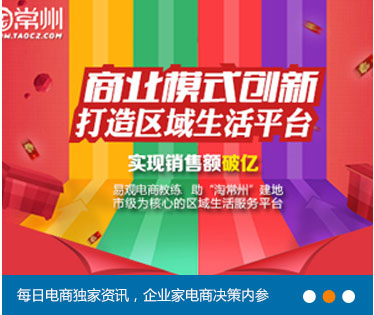 常州
WWW.TAOCZ.COM
商业模式创新
打造区域生活平台
实现销售额破亿
易观电商教练 助“淘常州”建地
市级为核心的区域生活服务平台
每日电商独家资讯，企业家电商决策内参